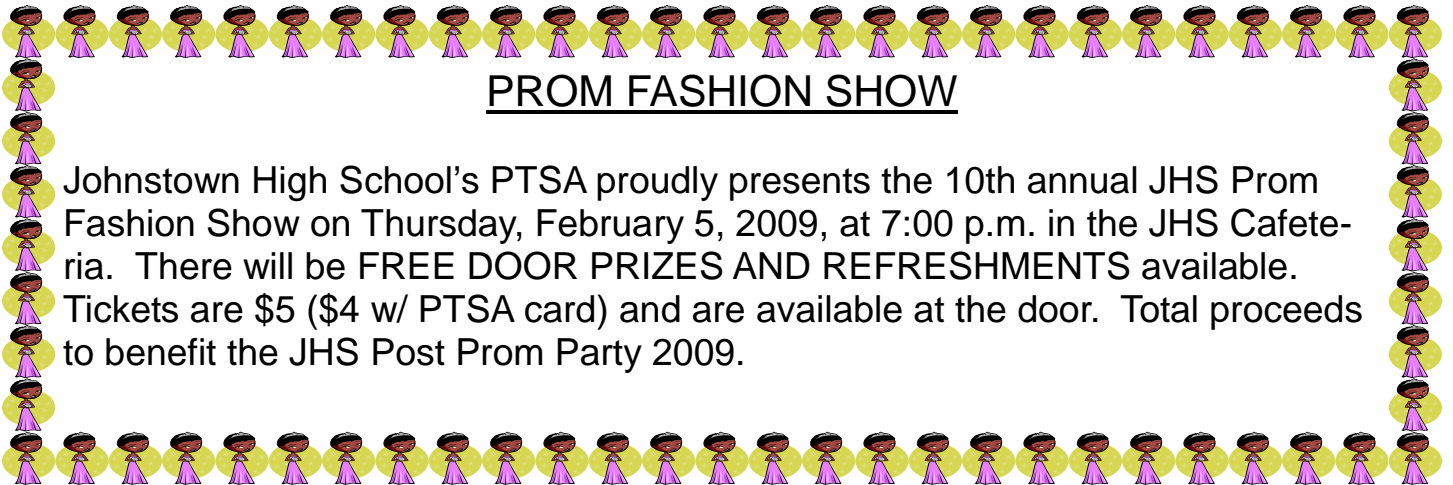 PROM FASHION SHOW
Johnstown High School's PTSA proudly presents the 10th annual JHS Prom
Fashion Show on Thursday, February 5, 2009, at 7:00 p.m. in the JHS Cafete-
ria.  There will be FREE DOOR PRIZES AND REFRESHMENTS available.
Tickets are $5 ($4 w/ PTSA card) and are available at the door.  Total proceeds
to benefit the JHS Post Prom Party 2009.